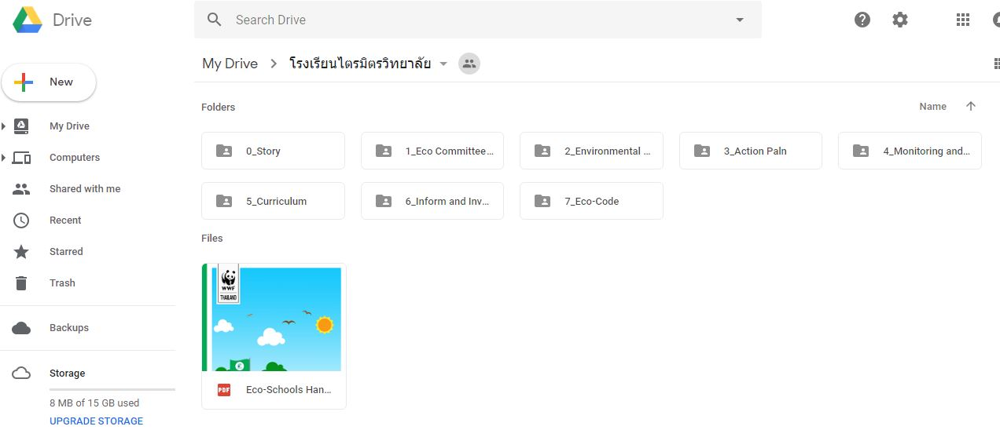 Drive
Search Drive
My Drive
โรงเรียนไตรมิตรวิทยาลัย
New
Folders
Name
My Drive
Computers
Shared with me
Recent
Starred
Trash
Backups
Storage
8 MB of 15 GB used
UPGRADE STORAGE
0_Story
1_Eco Committee...
2_Environmental ...
3_Action Paln
4_Monitoring and...
5_Curriculum
6_Inform and Inv...
7_Eco-Code
Files
WWF
THAILAND
PDF
Eco-Schools Han...